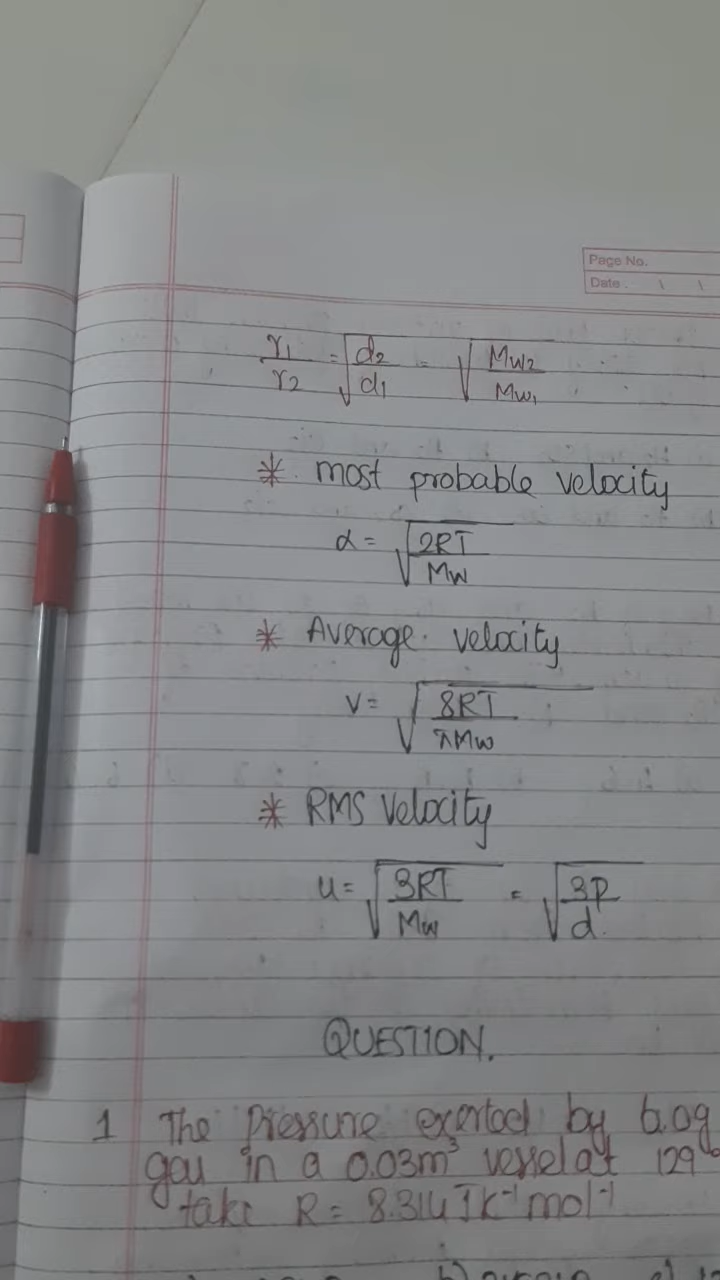 Page No.
Date.
r₁/r₂ = √(d₂/d₁) = √(Mw₂/Mw₁)
* most probable velocity
α = √(2RT/Mw)
* Average velocity
V = √(8RT/πMw)
* RMS Velocity
u = √(3RT/Mw) = √(3P/d)
QUESTION.
1 The pressure exerted by 6.0g
gas in a 0.03m³ vessel at 129
take R = 8.314 JK⁻¹mol⁻¹